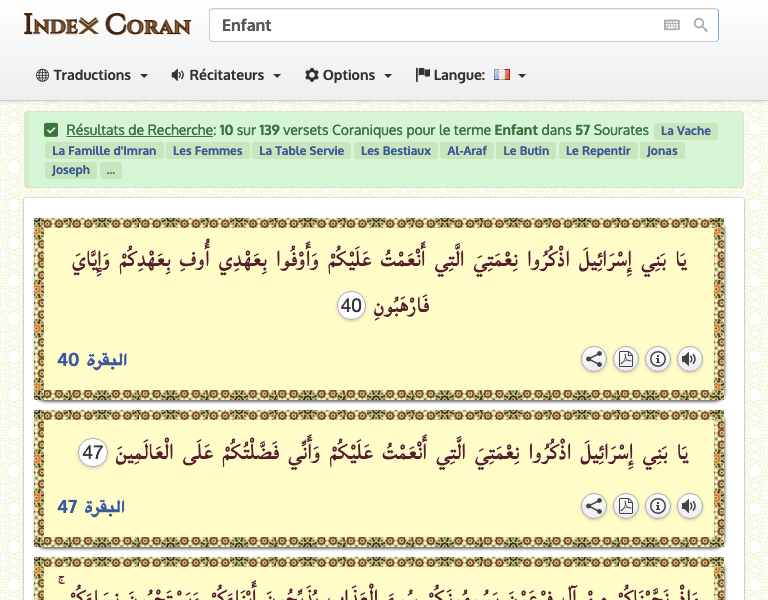 Index Coran
Enfant
Traductions Récitateurs Options Langue:
Résultats de Recherche: 10 sur 139 versets Coraniques pour le terme Enfant dans 57 Sourates La Vache
La Famille d'Imran Les Femmes La Table Servie Les Bestiaux Al-Araf Le Butin Le Repentir Jonas
Joseph ...
يَا بَنِي إِسْرَائِيلَ اذْكُرُوا نِعْمَتِيَ الَّتِي أَنْعَمْتُ عَلَيْكُمْ وَأَوْفُوا بِعَهْدِي أُوفِ بِعَهْدِكُمْ وَإِيَّايَ
فَارْهَبُونِ 40
البقرة 40
يَا بَنِي إِسْرَائِيلَ اذْكُرُوا نِعْمَتِيَ الَّتِي أَنْعَمْتُ عَلَيْكُمْ وَأَنِّي فَضَّلْتُكُمْ عَلَى الْعَالَمِينَ 47
البقرة 47